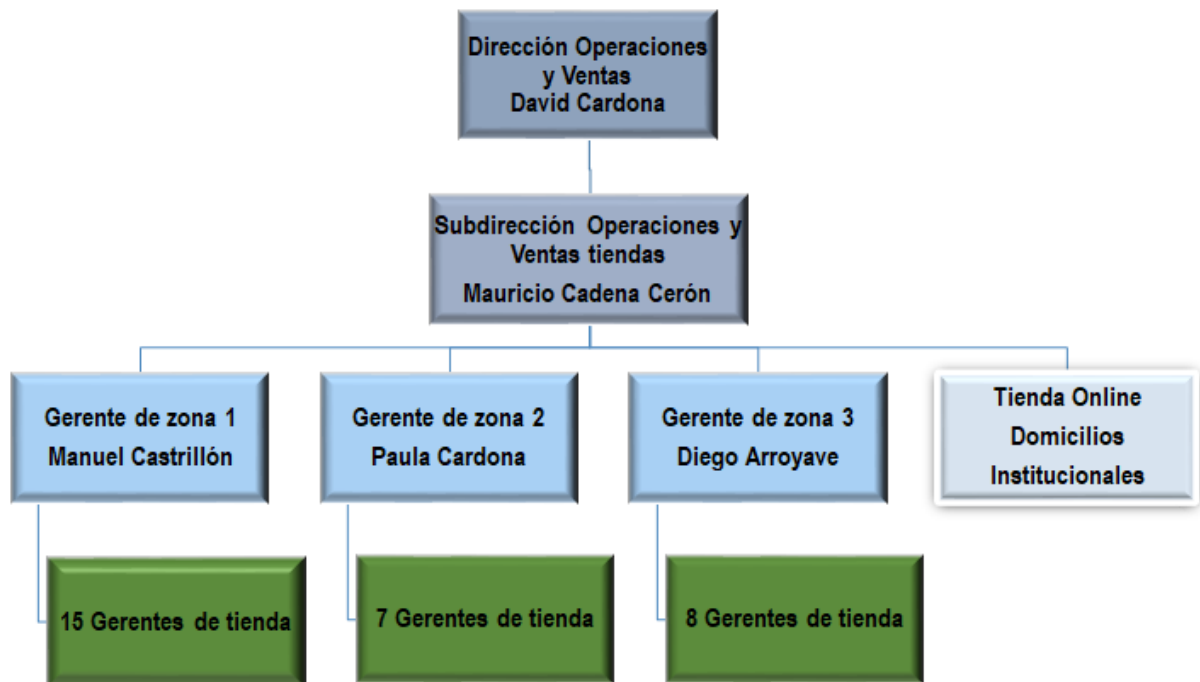 Dirección Operaciones
y Ventas
David Cardona
Subdirección Operaciones y
Ventas tiendas
Mauricio Cadena Cerón
Gerente de zona 1
Manuel Castrillón
Gerente de zona 2
Paula Cardona
Gerente de zona 3
Diego Arroyave
Tienda Online
Domicilios
Institucionales
15 Gerentes de tienda
7 Gerentes de tienda
8 Gerentes de tienda